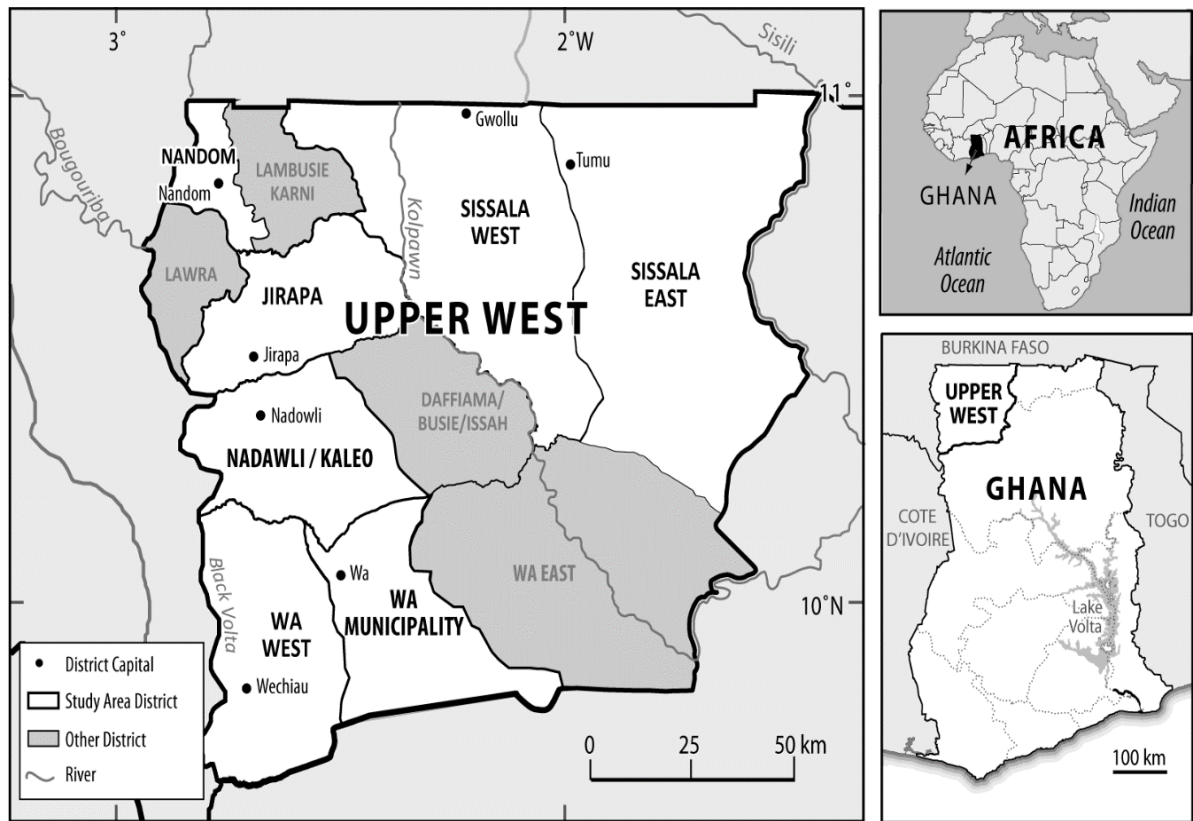 3°
2°W
Sisili
11°
Bougouriba
Gwollu
Tumu
NANDOM
Nandom
LAMBUSIE
KARNI
Kolpawn
SISSALA
WEST
SISSALA
EAST
LAWRA
JIRAPA
UPPER WEST
Jirapa
DAFFIAMA/
BUSIE/ISSAH
Nadowli
NADAWLI / KALEO
Black Volta
Wa
WA EAST
WA
MUNICIPALITY
10°N
WA
WEST
Wechiau
District Capital
Study Area District
Other District
River
0 25 50 km
AFRICA
GHANA
Indian
Ocean
Atlantic
Ocean
BURKINA FASO
UPPER
WEST
GHANA
COTE
D'IVOIRE
TOGO
Lake
Volta
100 km